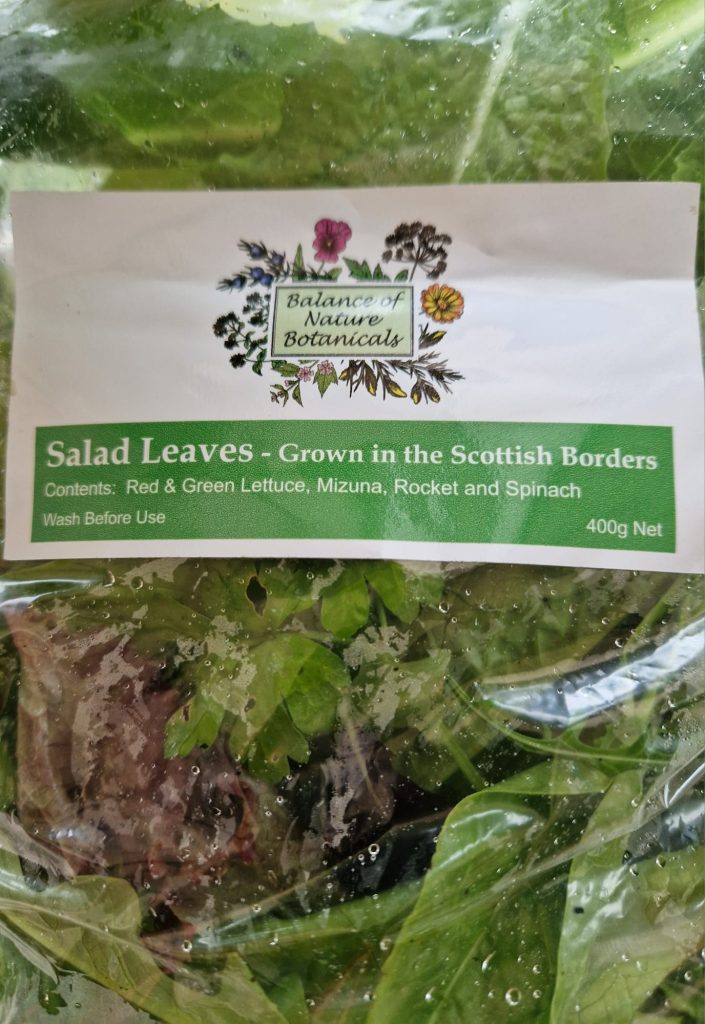 Balance of
Nature
Botanicals
Salad Leaves - Grown in the Scottish Borders
Contents: Red & Green Lettuce, Mizuna, Rocket and Spinach
Wash Before Use
400g Net